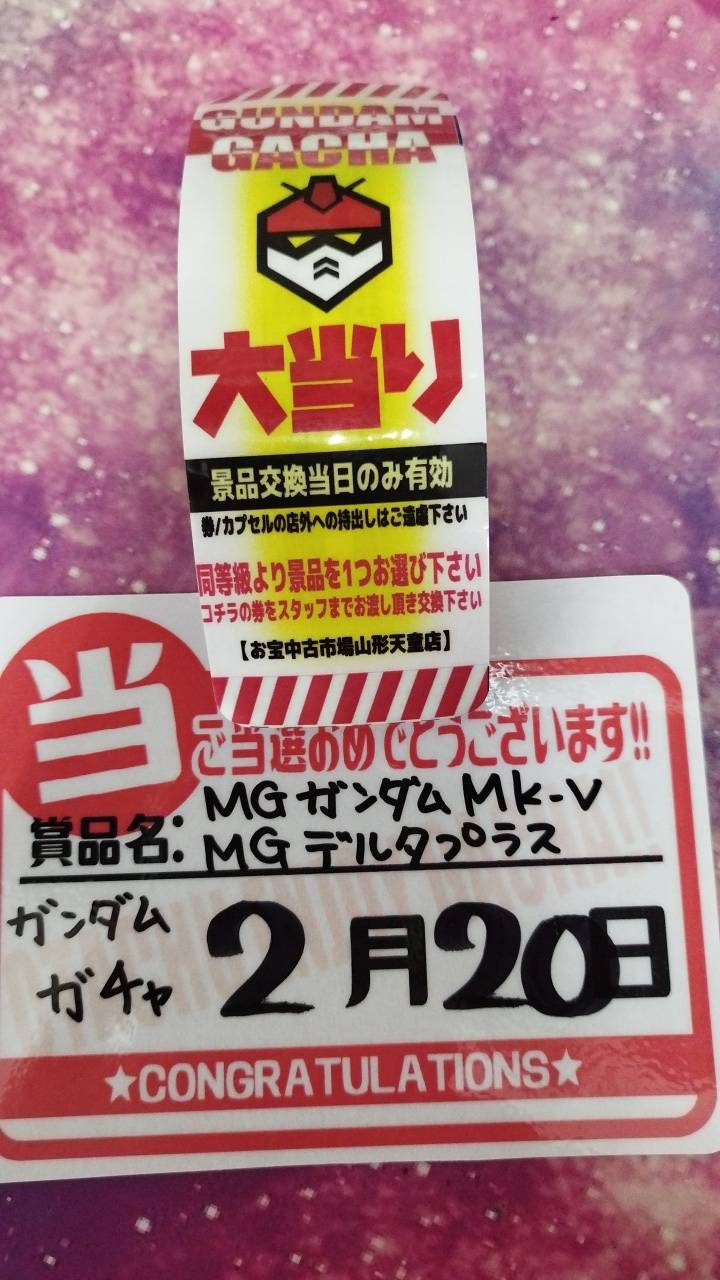 GUNDAM
GACHA
大当り
景品交換当日のみ有効
券/カプセルの店外への持出しはご遠慮下さい
同等級より景品を1つお選び下さい
コチラの券をスタッフまでお渡し頂き交換下さい
【お宝中古市場山形天童店】
当
ご当選おめでとうございます!!
賞品名: MG ガンダム Mk-V
MG デルタプラス
ガンダム
ガチャ
2月20日
★CONGRATULATIONS★